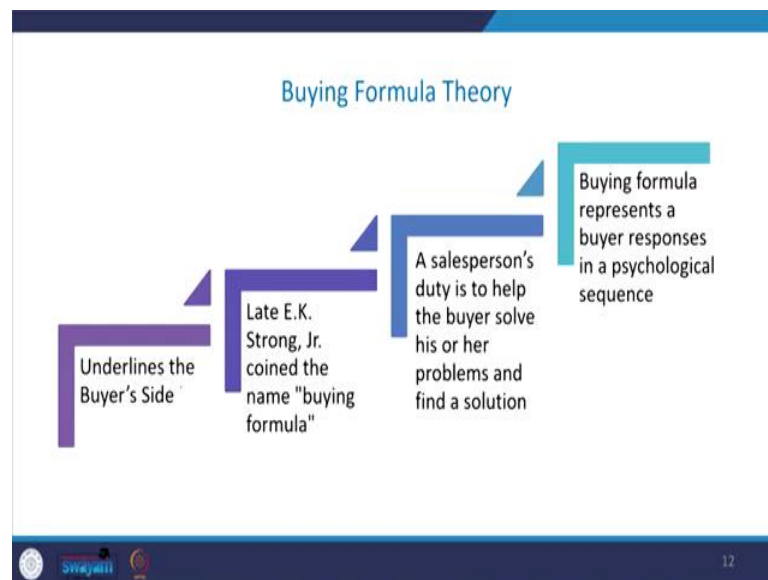 Buying Formula Theory
Underlines the
Buyer's Side
Late E.K.
Strong, Jr.
coined the
name "buying
formula"
A salesperson's
duty is to help
the buyer solve
his or her
problems and
find a solution
Buying formula
represents a
buyer responses
in a psychological
sequence
swayam
12